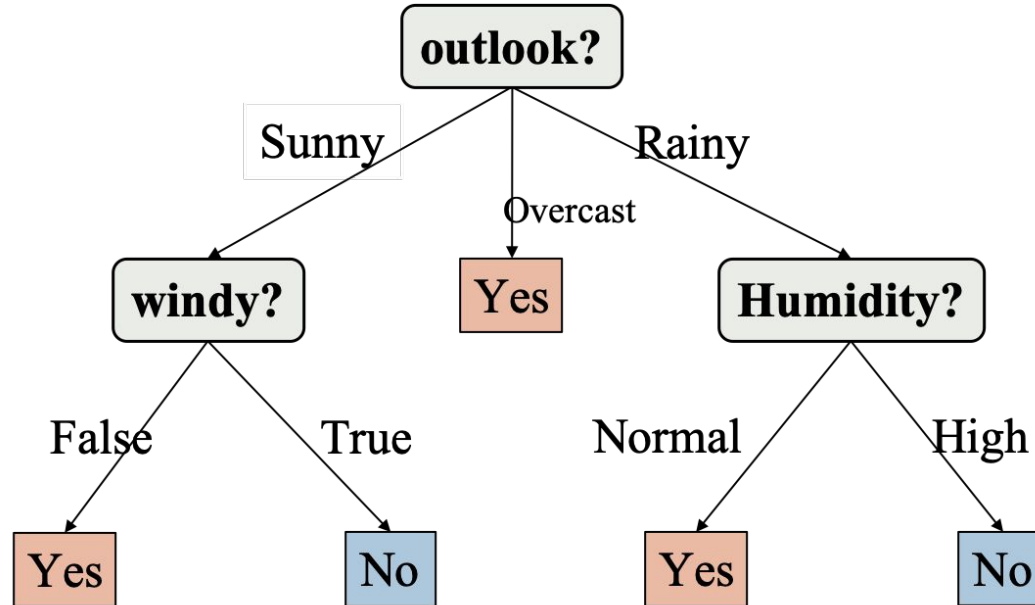 outlook?
Sunny
Rainy
Overcast
windy?
Yes
Humidity?
False
True
Normal
High
Yes
No
Yes
No